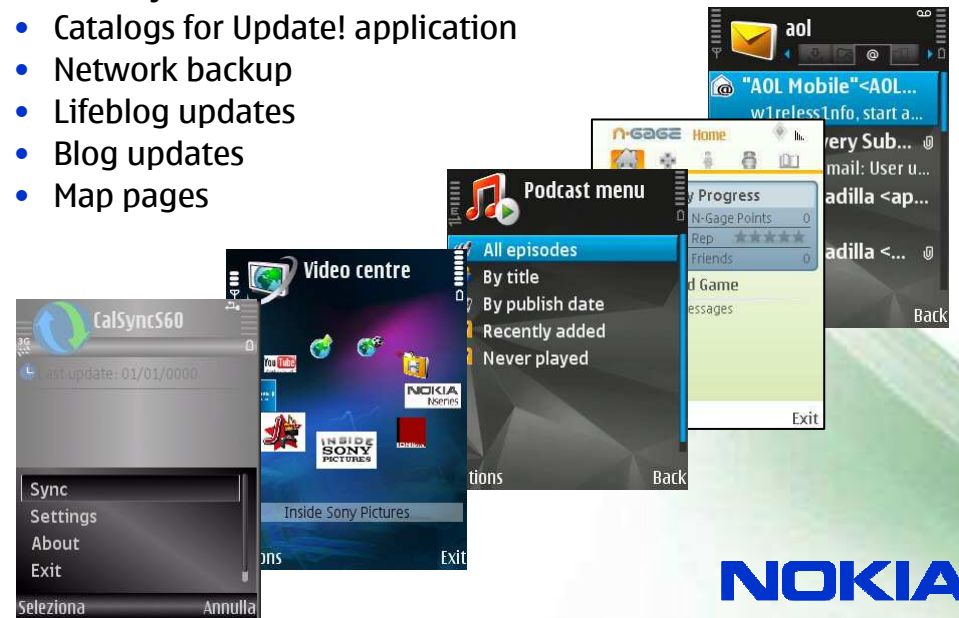 • Catalogs for Update! application
• Network backup
• Lifeblog updates
• Blog updates
• Map pages
aol
@
"AOL Mobile"<AOL...
w1reless1nfo, start a...
very Sub...
mail: User u...
adilla <ap...
adilla <...
Back
n-gage Home
y Progress
N-Gage Points 0
Rep
Friends 0
d Game
essages
Exit
Podcast menu
All episodes
By title
By publish date
Recently added
Never played
tions Back
Video centre
You Tube
NOKIA
Nseries
INSIDE
SONY
PICTURES
Inside Sony Pictures
ons Exit
3G
CalSyncS60
Last update: 01/01/0000
Sync
Settings
About
Exit
Seleziona Annulla
NOKIA